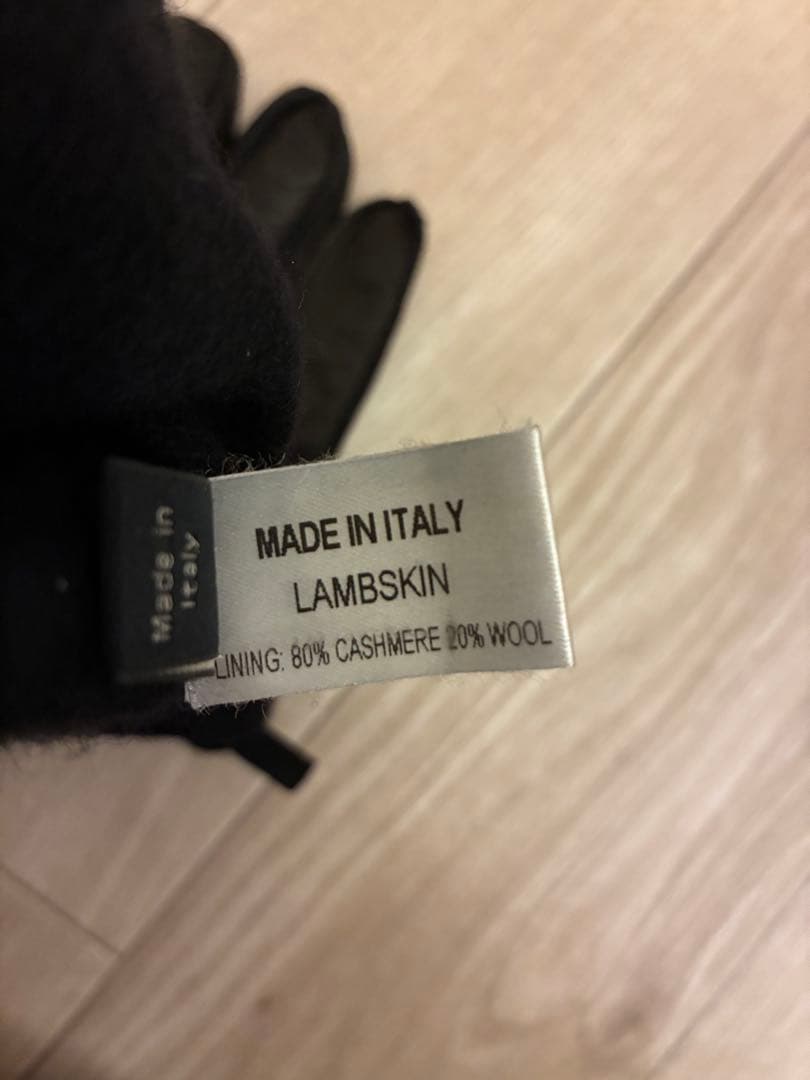 Made in
Italy
MADE IN ITALY
LAMBSKIN
LINING: 80% CASHMERE 20% WOOL